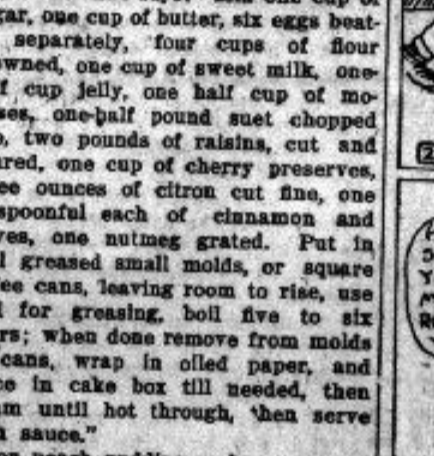 gar, one cup of butter, six eggs beat-
separately, four cups of flour
owned, one cup of sweet milk, one-
f cup jelly, one half cup of mo-
ses, one-half pound suet chopped
two pounds of raisins, cut and
ured, one cup of cherry preserves,
ee ounces of citron cut fine, one
spoonful each of cinnamon and
ves, one nutmeg grated. Put in
l greased small molds, or square
ee cans, leaving room to rise, use
l for greasing, boil five to six
rs; when done remove from molds
cans, wrap in oiled paper, and
ce in cake box till needed, then
am until hot through, then serve
h sauce."